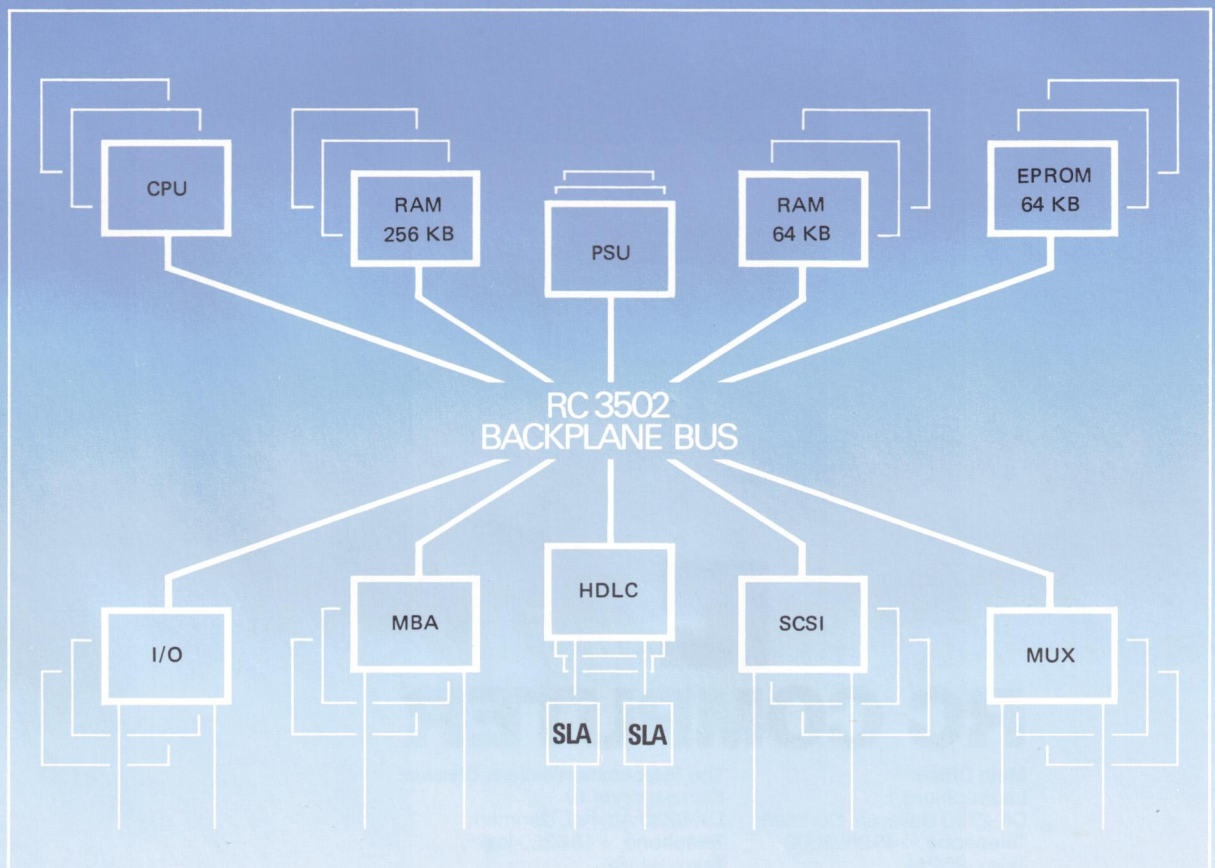 CPU
RAM
256 KB
PSU
RAM
64 KB
EPROM
64 KB
RC 3502
BACKPLANE BUS
I/O
MBA
HDLC
SCSI
MUX
SLA
SLA